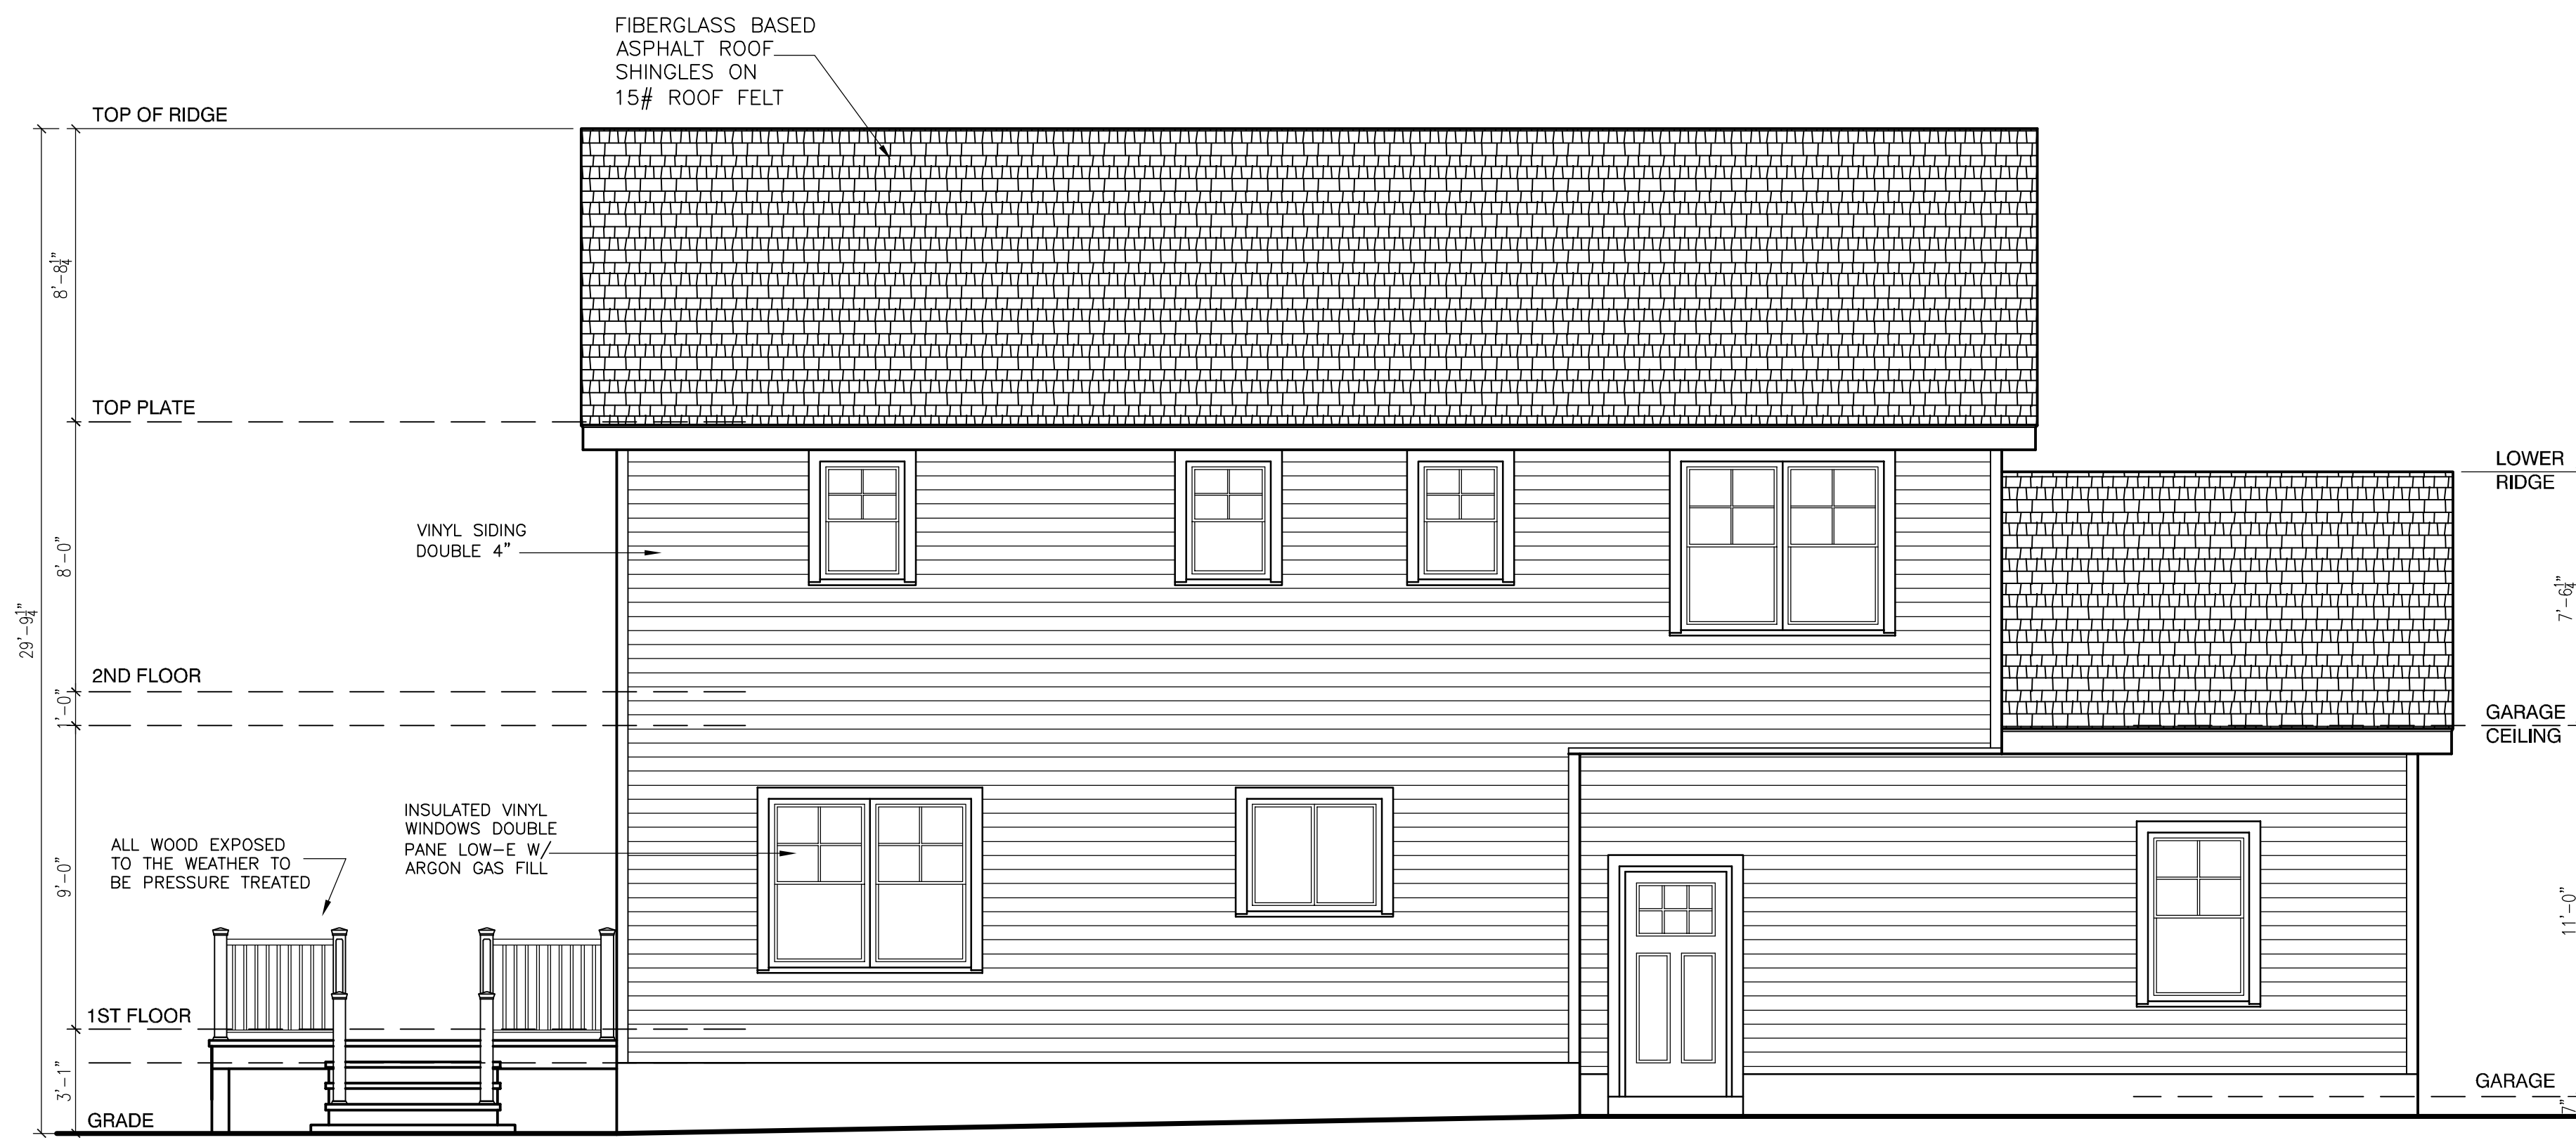 FIBERGLASS BASED
ASPHALT ROOF
SHINGLES ON
15# ROOF FELT
TOP OF RIDGE
8'-8¼"
TOP PLATE
LOWER
RIDGE
VINYL SIDING
DOUBLE 4"
8'-0"
7'-6¼"
29'-9¼"
2ND FLOOR
1'-0"
GARAGE
CEILING
INSULATED VINYL
WINDOWS DOUBLE
PANE LOW-E W/
ARGON GAS FILL
ALL WOOD EXPOSED
TO THE WEATHER TO
BE PRESSURE TREATED
9'-0"
11'-0"
1ST FLOOR
3'-1"
GARAGE
7"
GRADE